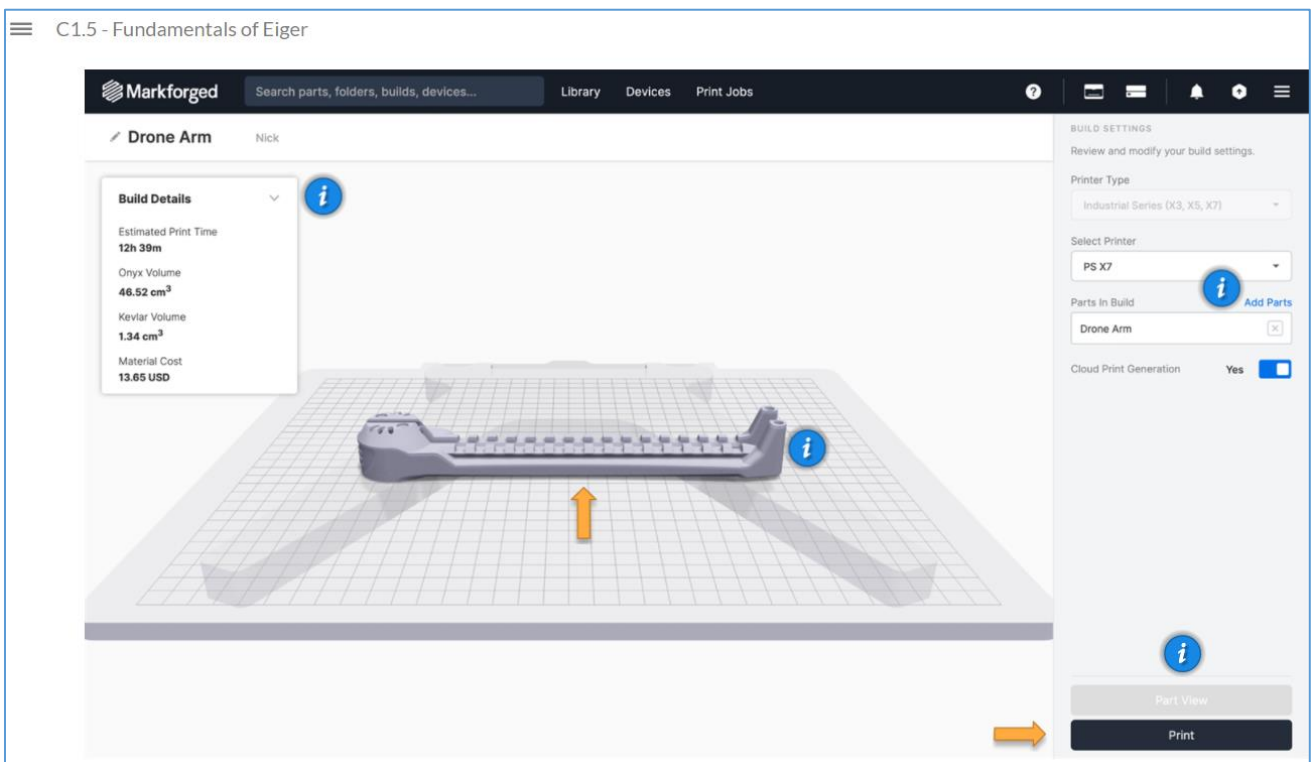 C1.5 - Fundamentals of Eiger
Markforged
Search parts, folders, builds, devices...
Library
Devices
Print Jobs
?
Drone Arm
Nick
Build Details
i
Estimated Print Time
12h 39m
Onyx Volume
46.52 cm³
Kevlar Volume
1.34 cm³
Material Cost
13.65 USD
i
BUILD SETTINGS
Review and modify your build settings.
Printer Type
Industrial Series (X3, X5, X7)
Select Printer
PS X7
i
Parts In Build
Add Parts
Drone Arm
Cloud Print Generation
Yes
i
Part View
Print